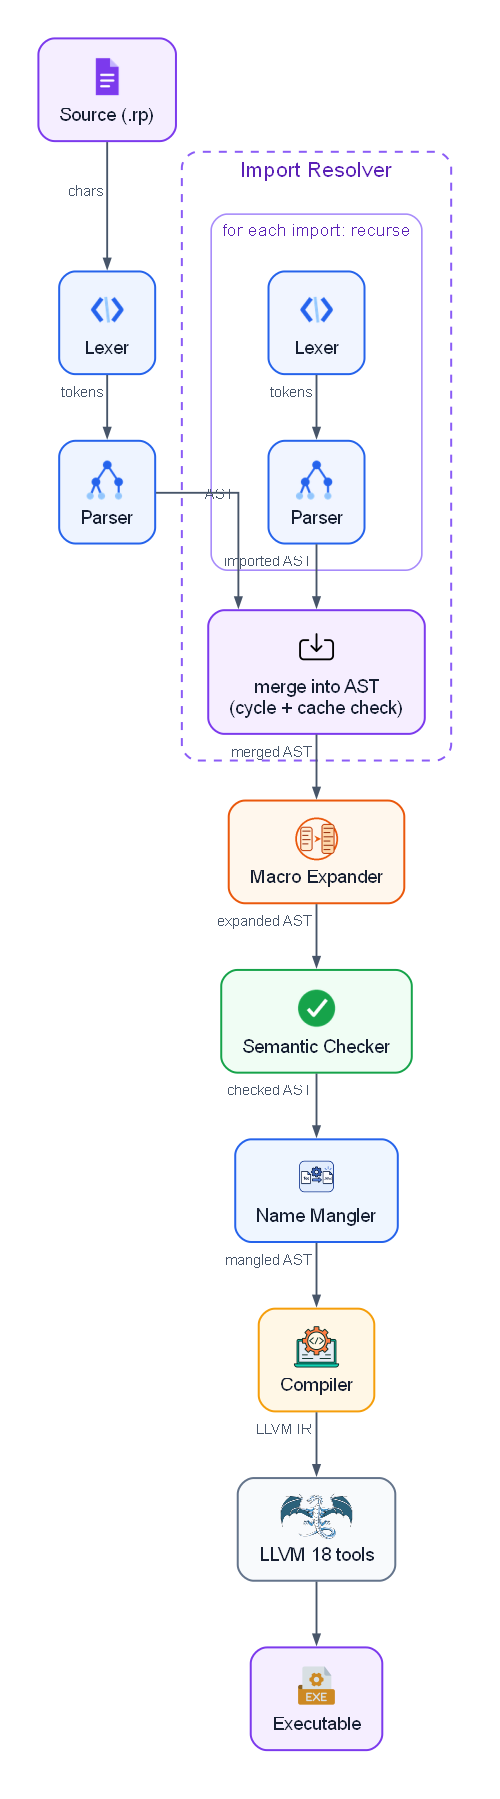 Source (.rp)
chars
Import Resolver
for each import: recurse
Lexer
Lexer
tokens
tokens
Parser
Parser
AST
imported AST
merge into AST
(cycle + cache check)
merged AST
Macro Expander
expanded AST
Semantic Checker
checked AST
Name Mangler
mangled AST
</>
Compiler
LLVM IR
LLVM 18 tools
EXE
Executable